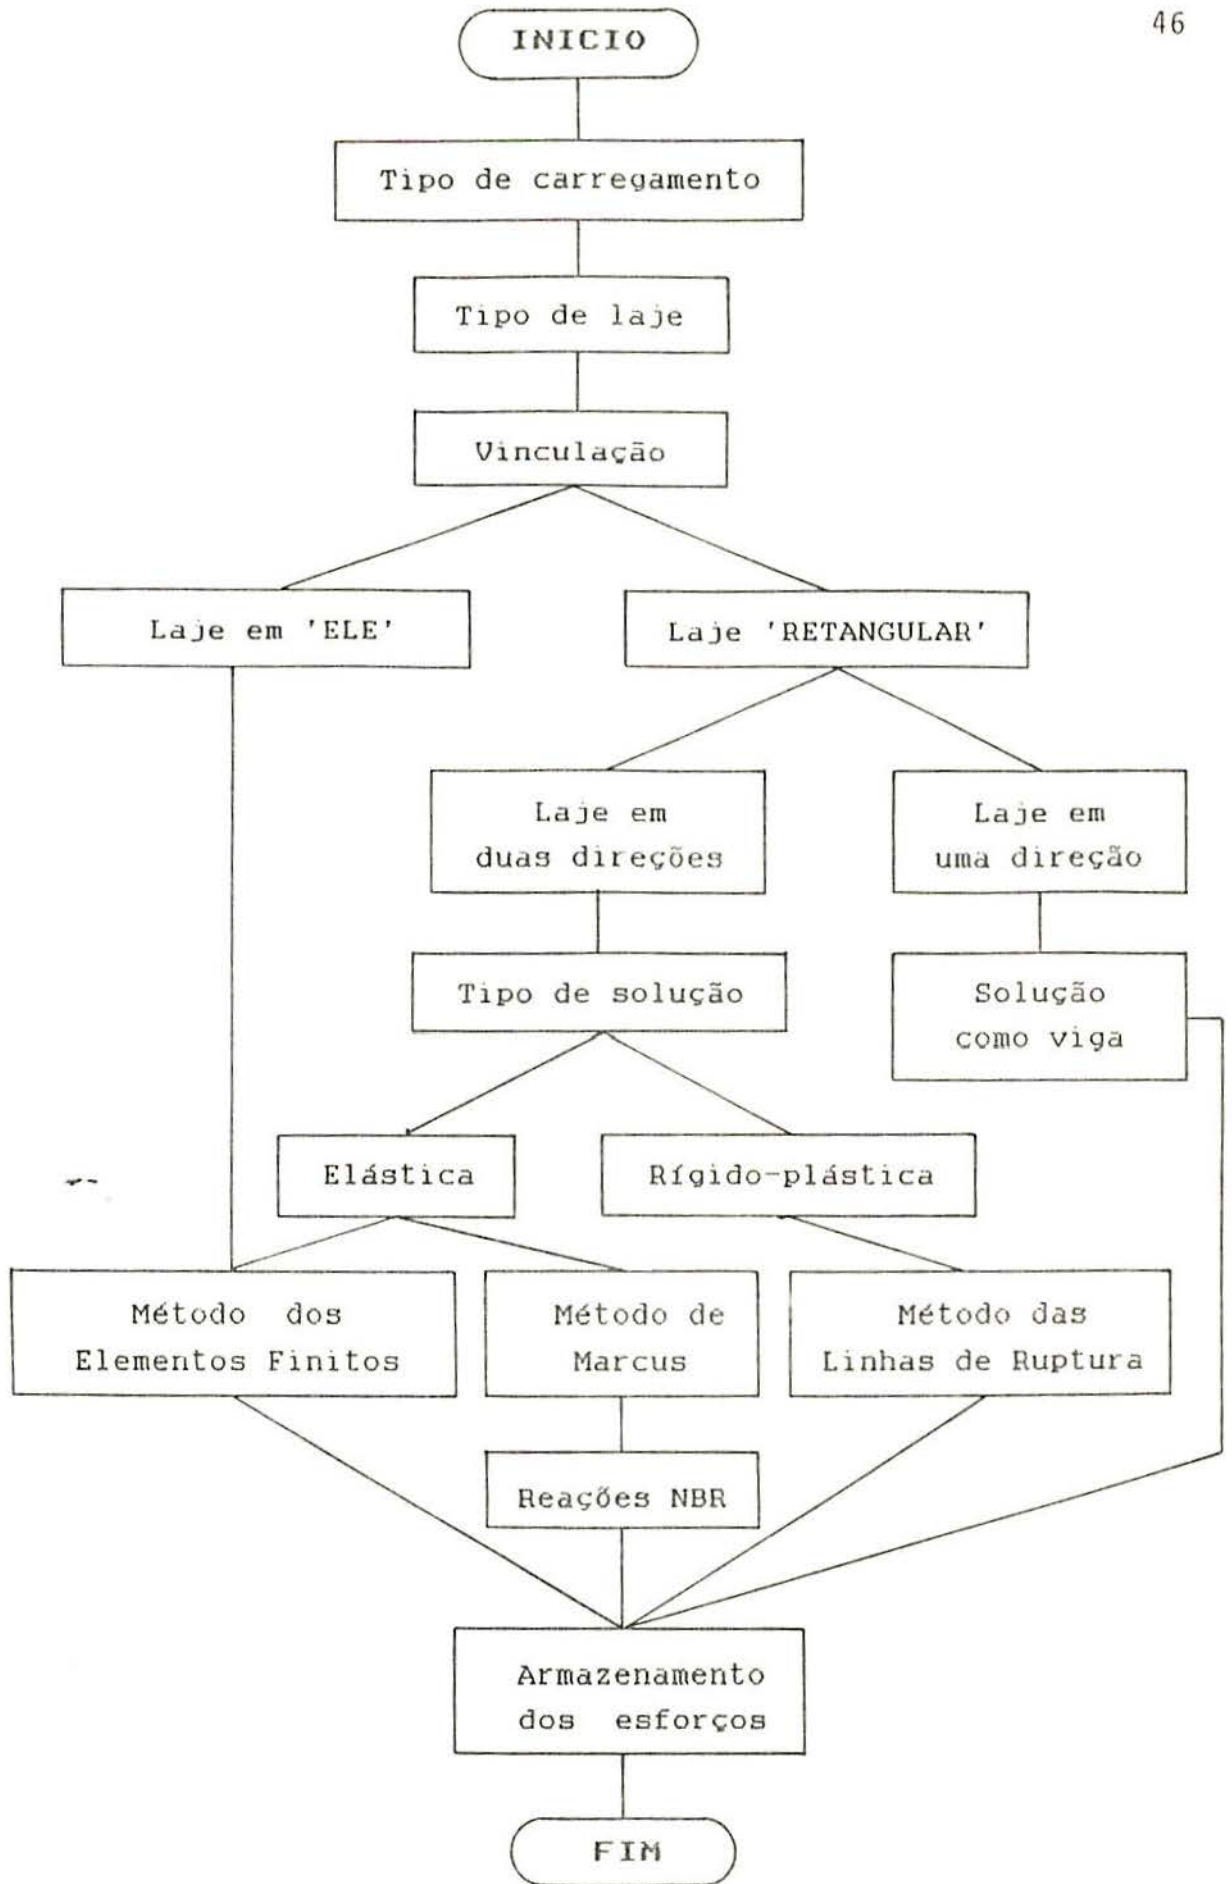 46
INICIO
Tipo de carregamento
Tipo de laje
Vinculação
Laje em 'ELE'
Laje 'RETANGULAR'
Laje em
duas direções
Laje em
uma direção
Tipo de solução
Solução
como viga
Elástica
Rígido-plástica
Método dos
Elementos Finitos
Método de
Marcus
Método das
Linhas de Ruptura
Reações NBR
Armazenamento
dos esforços
FIM